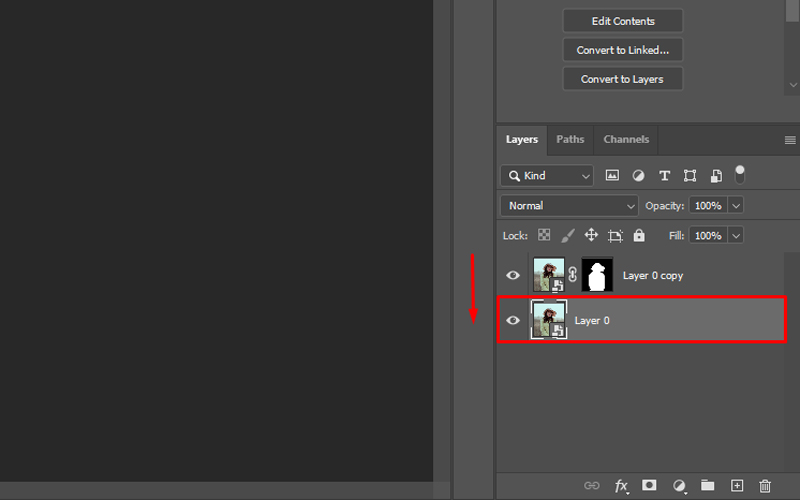 Edit Contents
Convert to Linked...
Convert to Layers
Layers Paths Channels
Kind
Normal Opacity: 100%
Lock: Fill: 100%
Layer 0 copy
Layer 0
fx